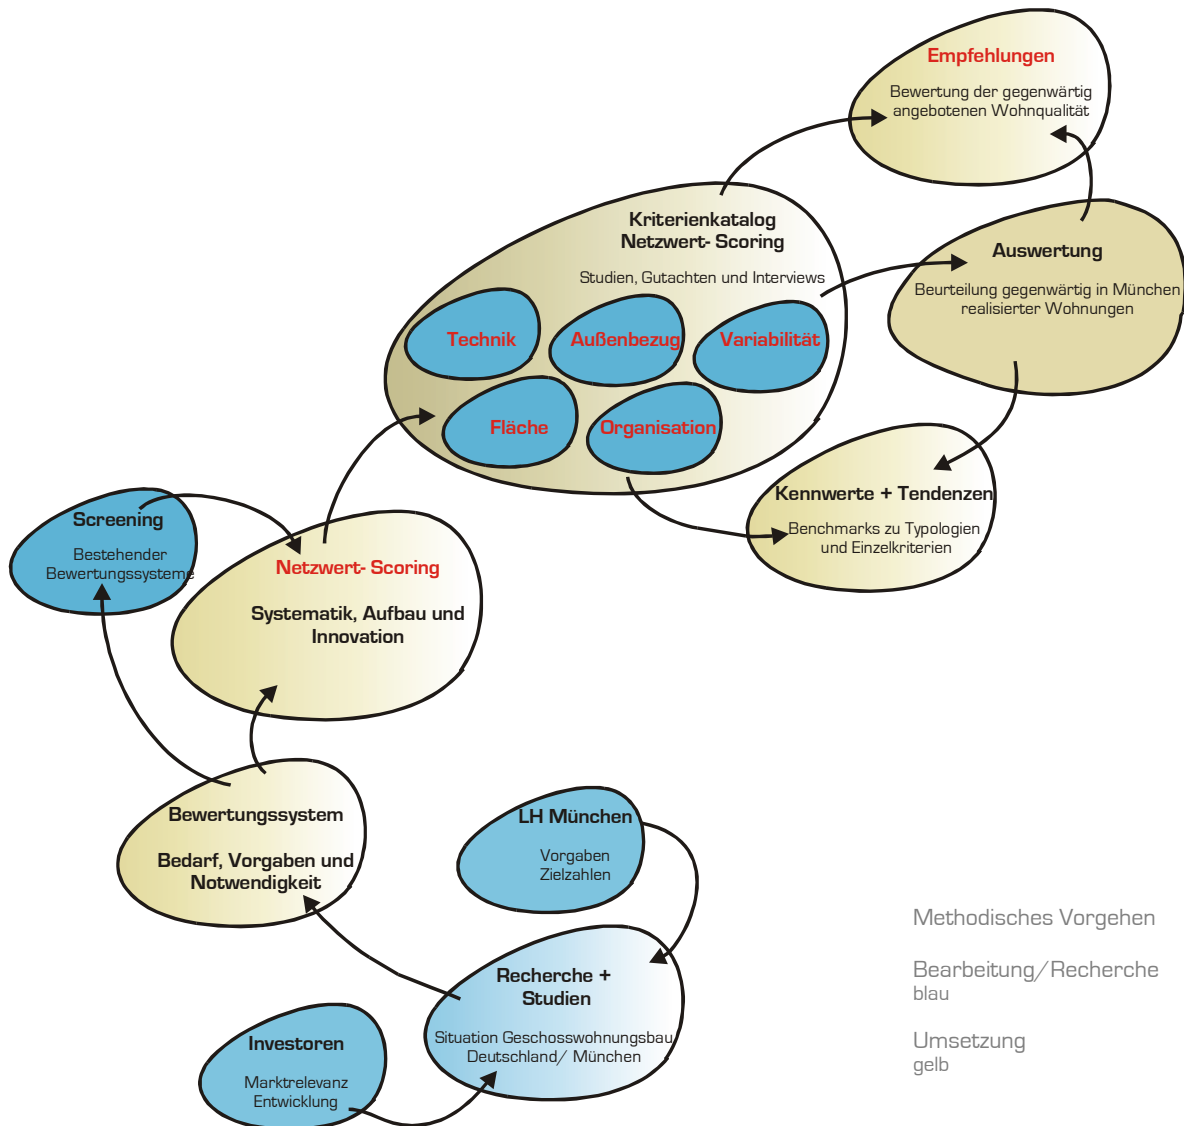 Empfehlungen
Bewertung der gegenwärtig
angebotenen Wohnqualität
Kriterienkatalog
Netzwert- Scoring
Studien, Gutachten und Interviews
Technik
Außenbezug
Variabilität
Fläche
Organisation
Auswertung
Beurteilung gegenwärtig in München
realisierter Wohnungen
Kennwerte + Tendenzen
Benchmarks zu Typologien
und Einzelkriterien
Screening
Bestehender
Bewertungssysteme
Netzwert- Scoring
Systematik, Aufbau und
Innovation
Bewertungssystem
Bedarf, Vorgaben und
Notwendigkeit
LH München
Vorgaben
Zielzahlen
Recherche +
Studien
Situation Geschosswohnungsbau
Deutschland/ München
Investoren
Marktrelevanz
Entwicklung
Methodisches Vorgehen
Bearbeitung/Recherche
blau
Umsetzung
gelb